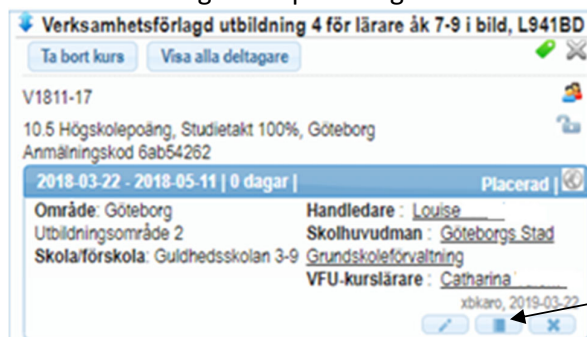 Verksamhetsförlagd utbildning 4 för lärare åk 7-9 i bild, L941BD
Ta bort kurs Visa alla deltagare
V1811-17
10.5 Högskolepoäng, Studietakt 100%, Göteborg
Anmälningskod 6ab54262
2018-03-22 - 2018-05-11 | 0 dagar | Placerad |
Område: Göteborg Handledare : Louise
Utbildningsområde 2 Skolhuvudman : Göteborgs Stad
Skola/förskola: Guldhedsskolan 3-9 Grundskoleförvaltning
VFU-kurslärare : Catharina
xbkaro, 2019-03-22